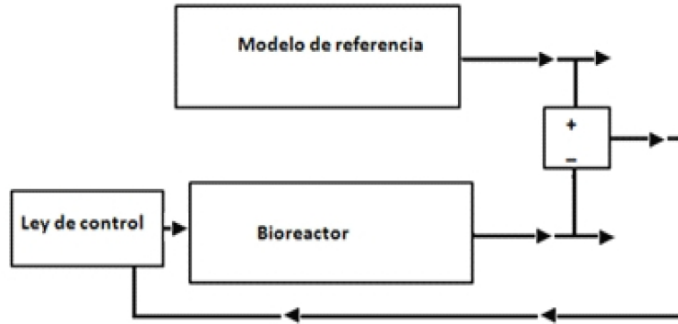 Modelo de referencia
+
–
Ley de control
Bioreactor